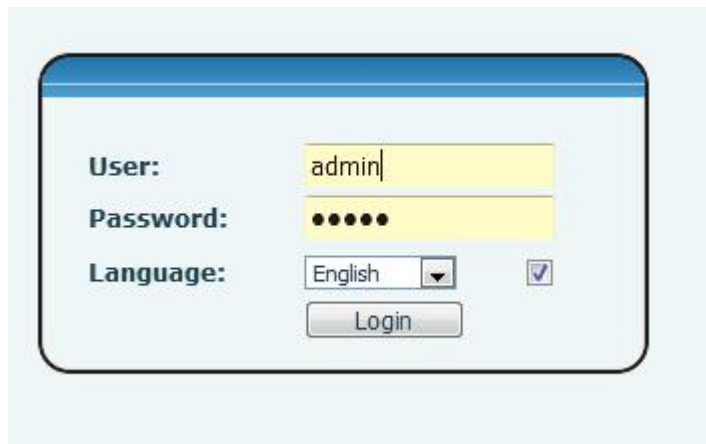 User: admin
Password: •••••
Language: English
Login